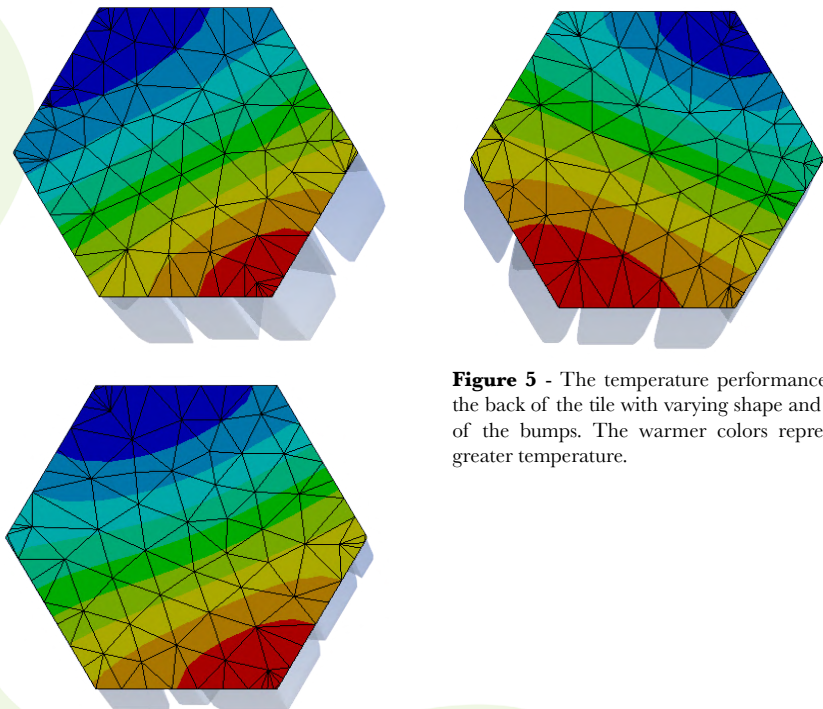 Figure 5 - The temperature performance
the back of the tile with varying shape and
of the bumps. The warmer colors repre
greater temperature.